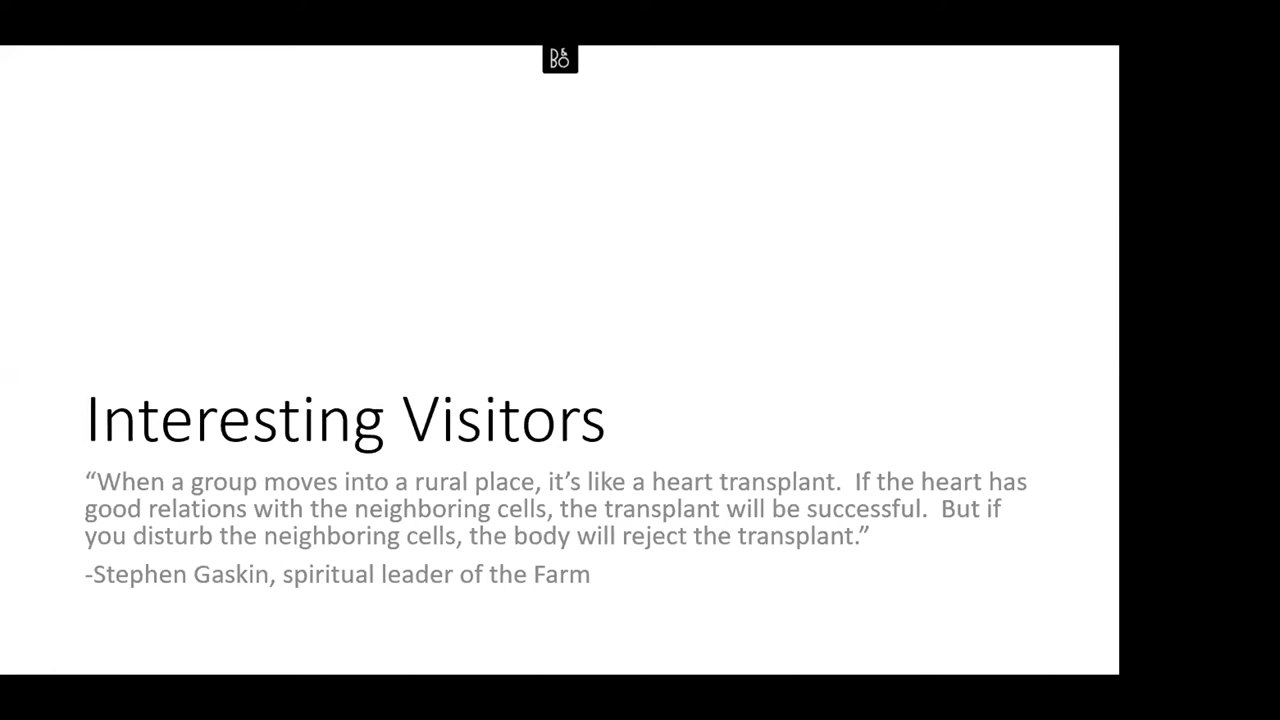 B&O
Interesting Visitors
“When a group moves into a rural place, it’s like a heart transplant.  If the heart has
good relations with the neighboring cells, the transplant will be successful.  But if
you disturb the neighboring cells, the body will reject the transplant.”
-Stephen Gaskin, spiritual leader of the Farm